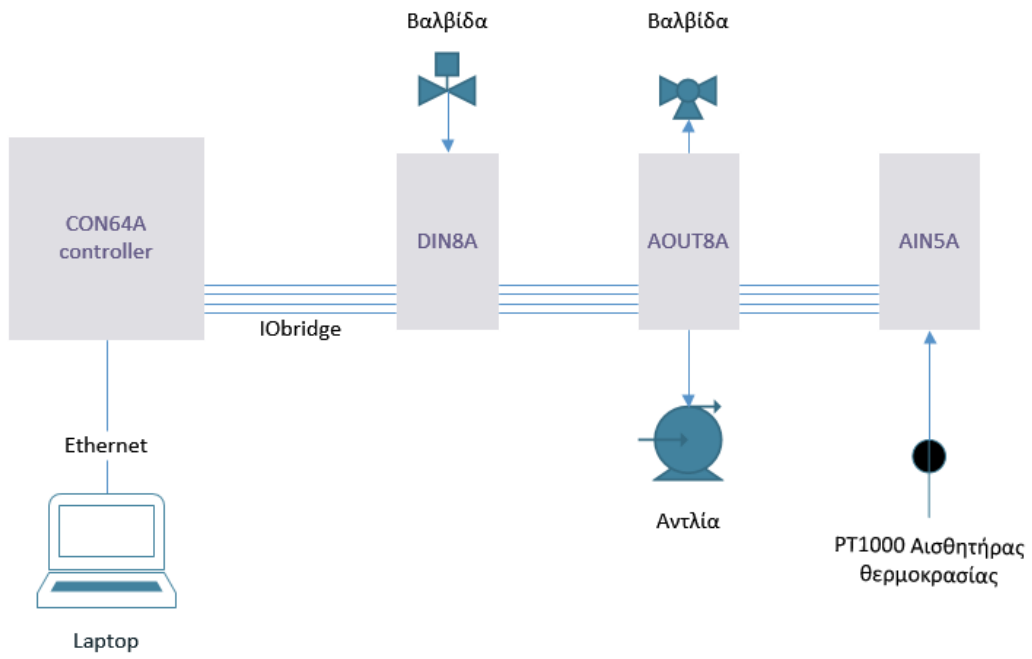 Βαλβίδα
Βαλβίδα
CON64A
controller
DIN8A
AOUT8A
AIN5A
IObridge
Ethernet
Αντλία
PT1000 Αισθητήρας
θερμοκρασίας
Laptop